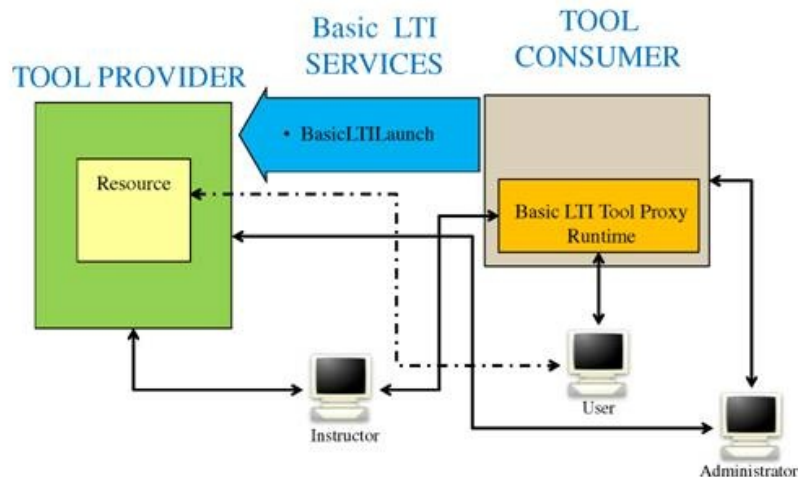 Basic LTI
SERVICES
TOOL
CONSUMER
TOOL PROVIDER
• BasicLTILaunch
Resource
Basic LTI Tool Proxy
Runtime
User
Instructor
Administrator